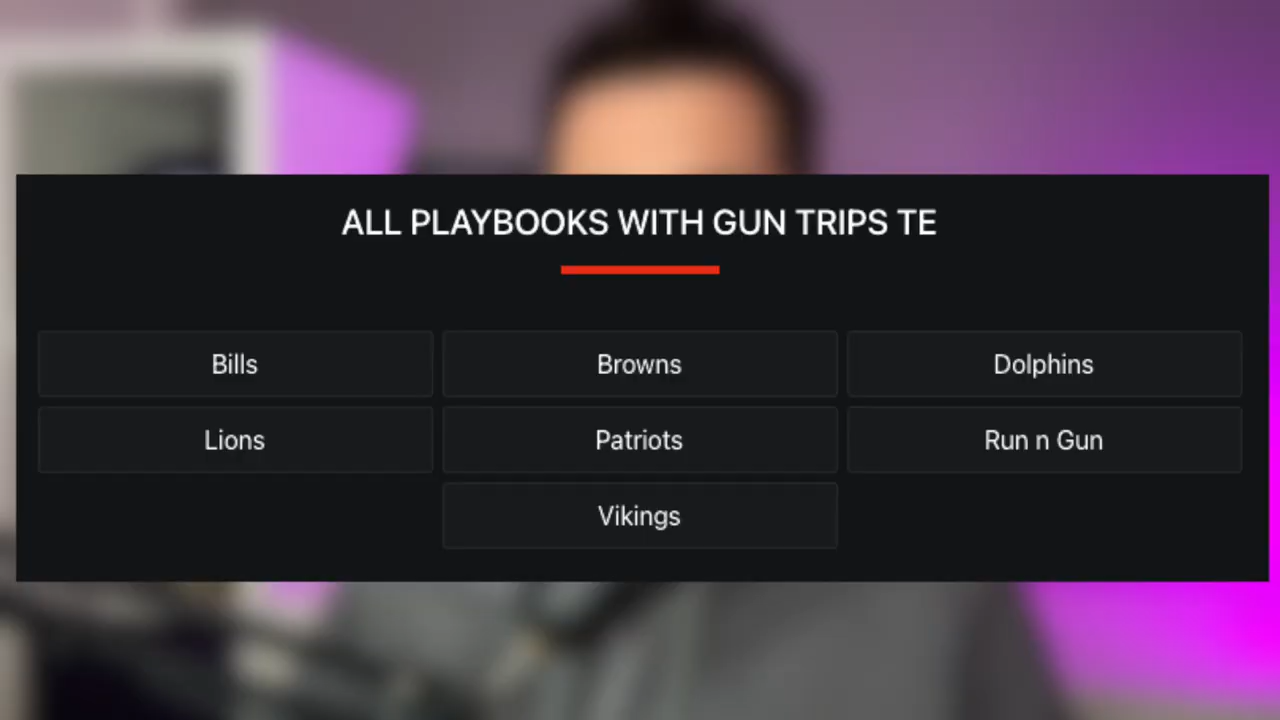 ALL PLAYBOOKS WITH GUN TRIPS TE
Bills Browns Dolphins
Lions Patriots Run n Gun
Vikings